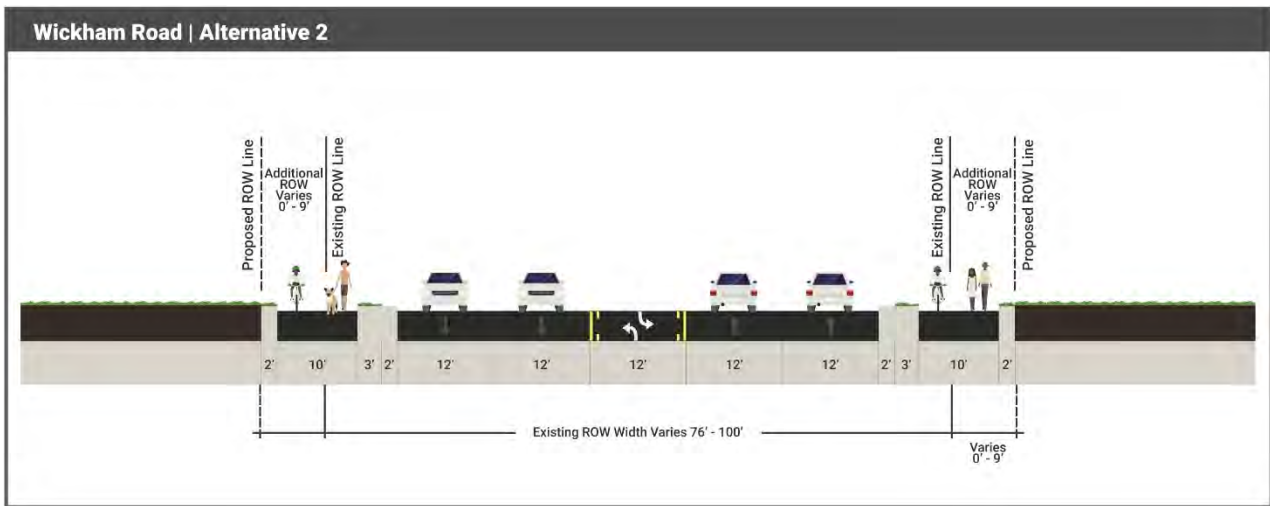 Wickham Road | Alternative 2
Proposed ROW Line
Additional
ROW
Varies
0' - 9'
Existing ROW Line
Existing ROW Line
Additional
ROW
Varies
0' - 9'
Proposed ROW Line
2' 10' 3' 2' 12' 12' 12' 12' 12' 2' 3' 10' 2'
Existing ROW Width Varies 76' - 100'
Varies
0' - 9'